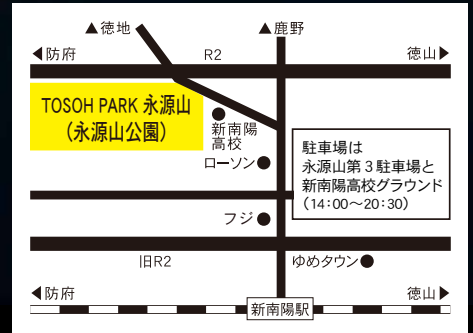 ▲徳地
▲鹿野
◀防府
R2
徳山▶
TOSOH PARK 永源山
（永源山公園）
新南陽
高校
ローソン
駐車場は
永源山第3駐車場と
新南陽高校グラウンド
（14:00～20:30）
フジ
旧R2
ゆめタウン
◀防府
徳山▶
新南陽駅